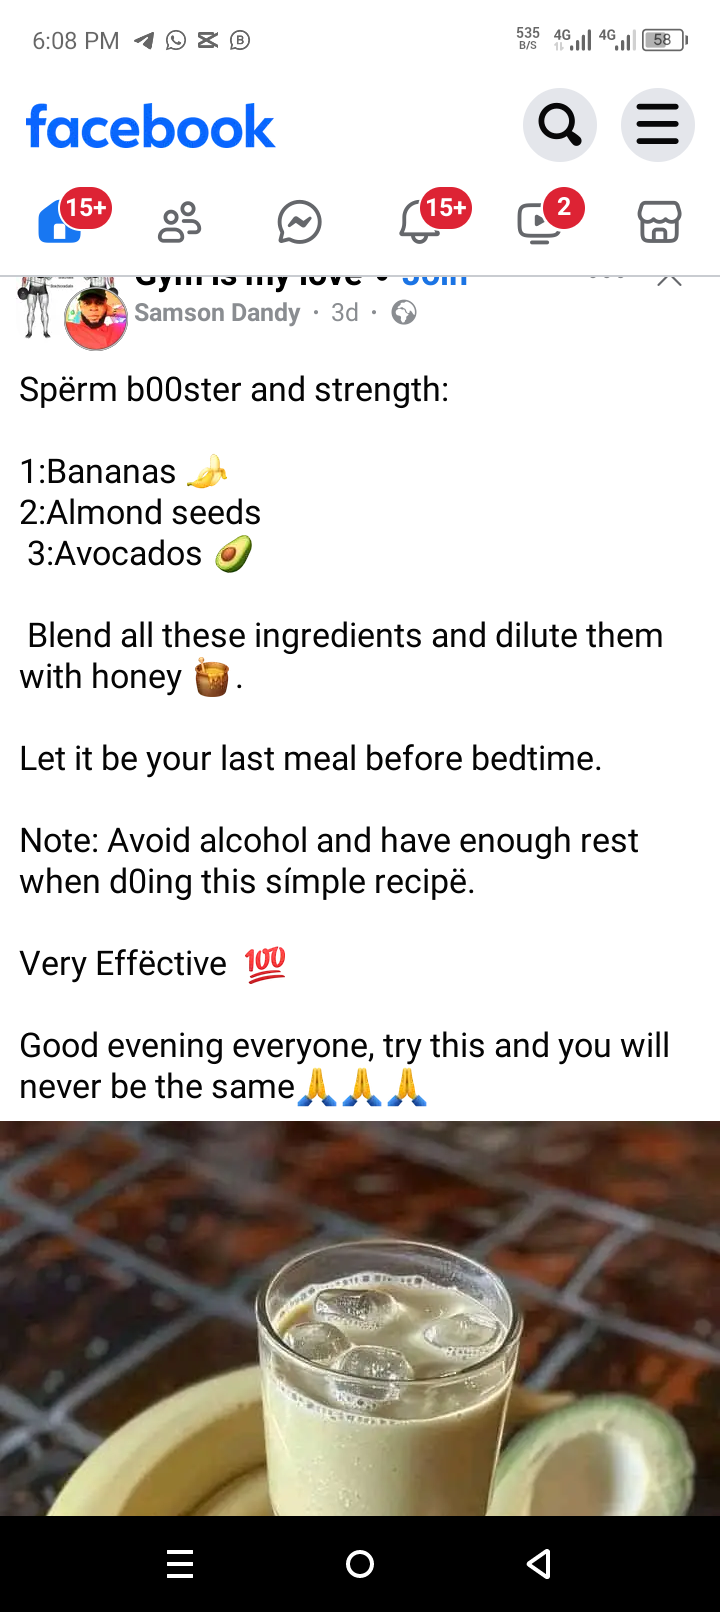 6:08 PM
535 B/S 4G 4G 58
facebook
15+ 15+ 2
Gym is my love • Join
Samson Dandy · 3d ·
Spërm b00ster and strength:
1:Bananas 🍌
2:Almond seeds
3:Avocados 🥑
Blend all these ingredients and dilute them
with honey 🍯.
Let it be your last meal before bedtime.
Note: Avoid alcohol and have enough rest
when d0ing this símple recipë.
Very Effëctive 💯
Good evening everyone, try this and you will
never be the same🙏🙏🙏